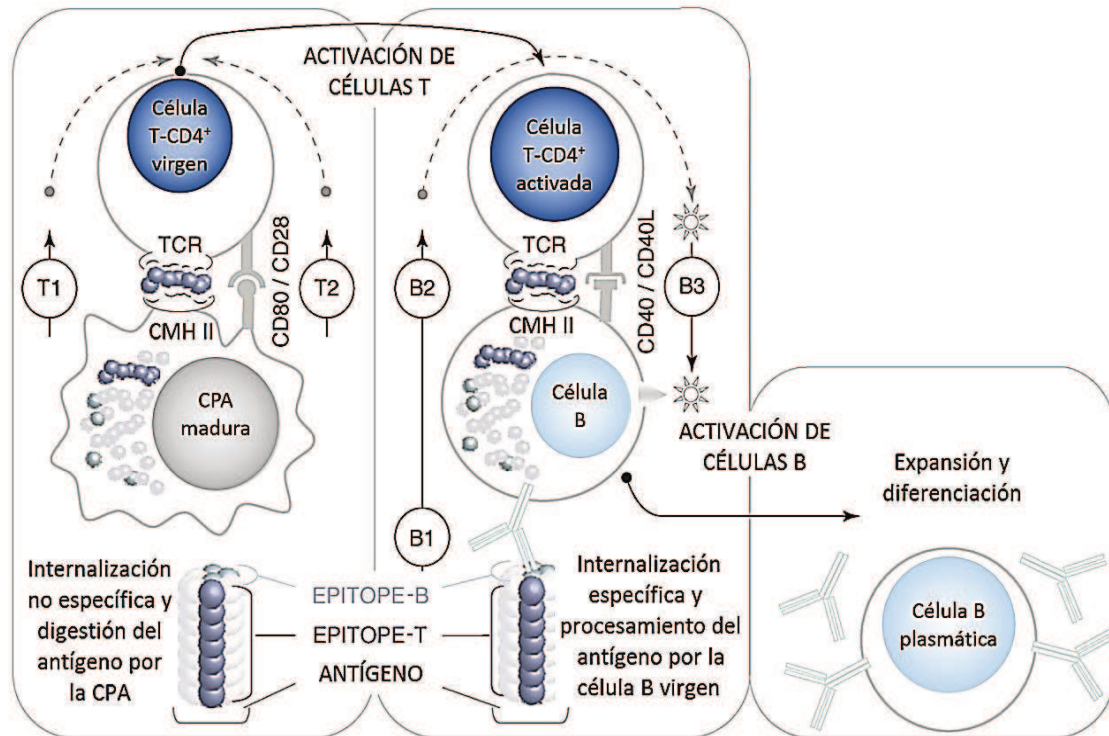 ACTIVACIÓN DE
CÉLULAS T
Célula
T-CD4+
virgen
TCR
CMH II
CD80 / CD28
T1
T2
CPA
madura
Internalización
no específica y
digestión del
antígeno por
la CPA
EPITOPE-B
EPITOPE-T
ANTÍGENO
Célula
T-CD4+
activada
TCR
CMH II
CD40 / CD40L
B2
B3
Célula
B
B1
Internalización
específica y
procesamiento del
antígeno por la
célula B virgen
ACTIVACIÓN DE
CÉLULAS B
Expansión y
diferenciación
Célula B
plasmática